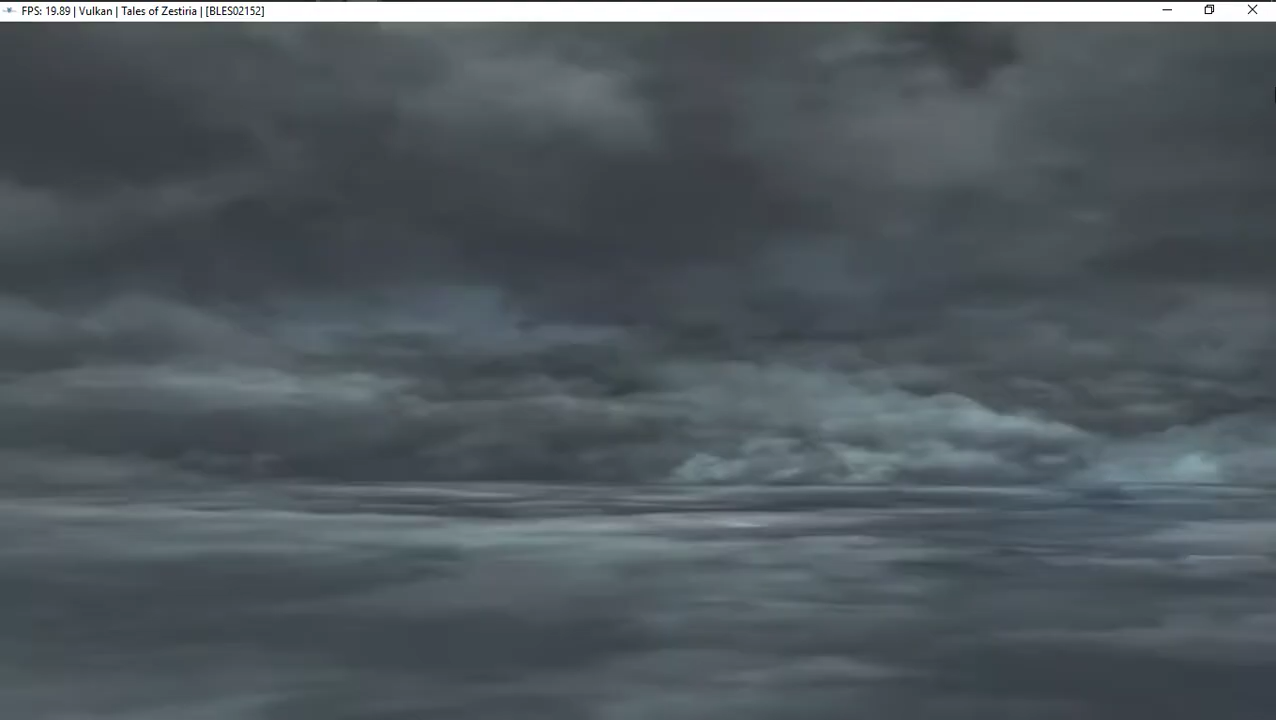 FPS: 19.89 | Vulkan | Tales of Zestiria | [BLES02152]